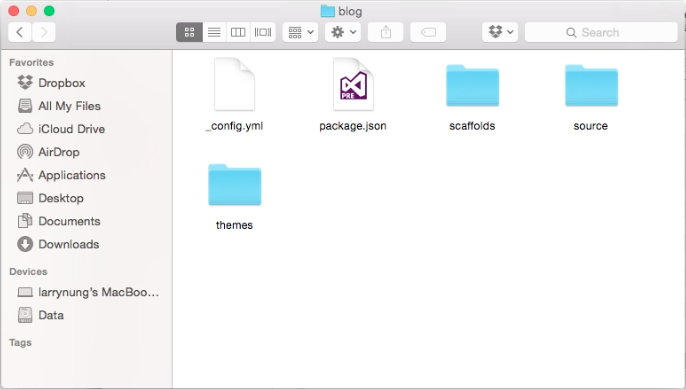 blog
Search
Favorites
Dropbox
All My Files
iCloud Drive
AirDrop
Applications
Desktop
Documents
Downloads
Devices
larrynung's MacBoo...
Data
Tags
PRE
_config.yml
package.json
scaffolds
source
themes